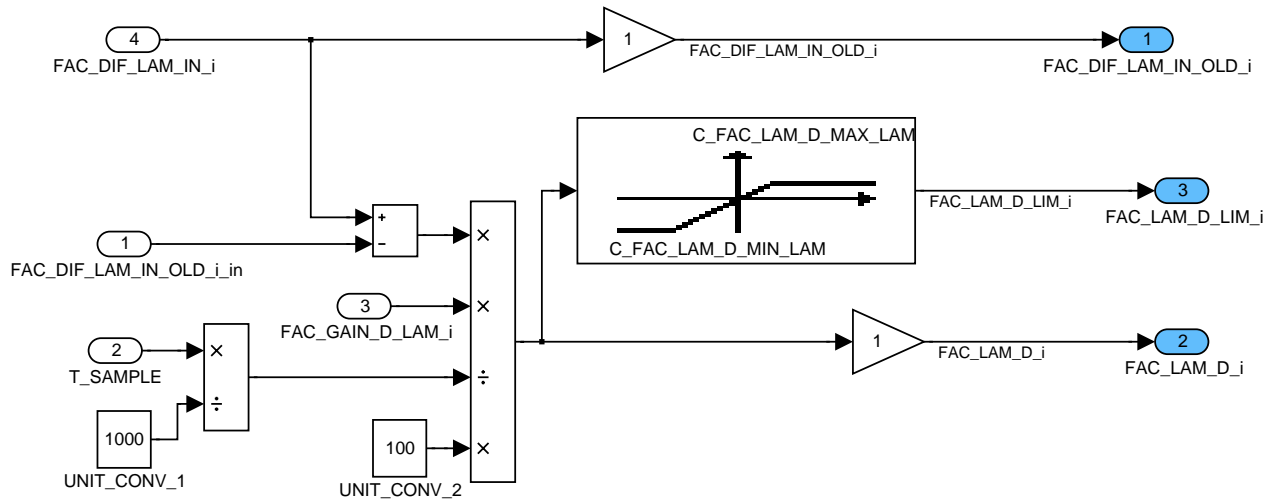 4
FAC_DIF_LAM_IN_i
1
FAC_DIF_LAM_IN_OLD_i
1
FAC_DIF_LAM_IN_OLD_i
C_FAC_LAM_D_MAX_LAM
C_FAC_LAM_D_MIN_LAM
FAC_LAM_D_LIM_i
3
FAC_LAM_D_LIM_i
+
−
×
1
FAC_DIF_LAM_IN_OLD_i_in
3
FAC_GAIN_D_LAM_i
×
2
T_SAMPLE
×
÷
÷
1000
UNIT_CONV_1
100
UNIT_CONV_2
×
1
FAC_LAM_D_i
2
FAC_LAM_D_i